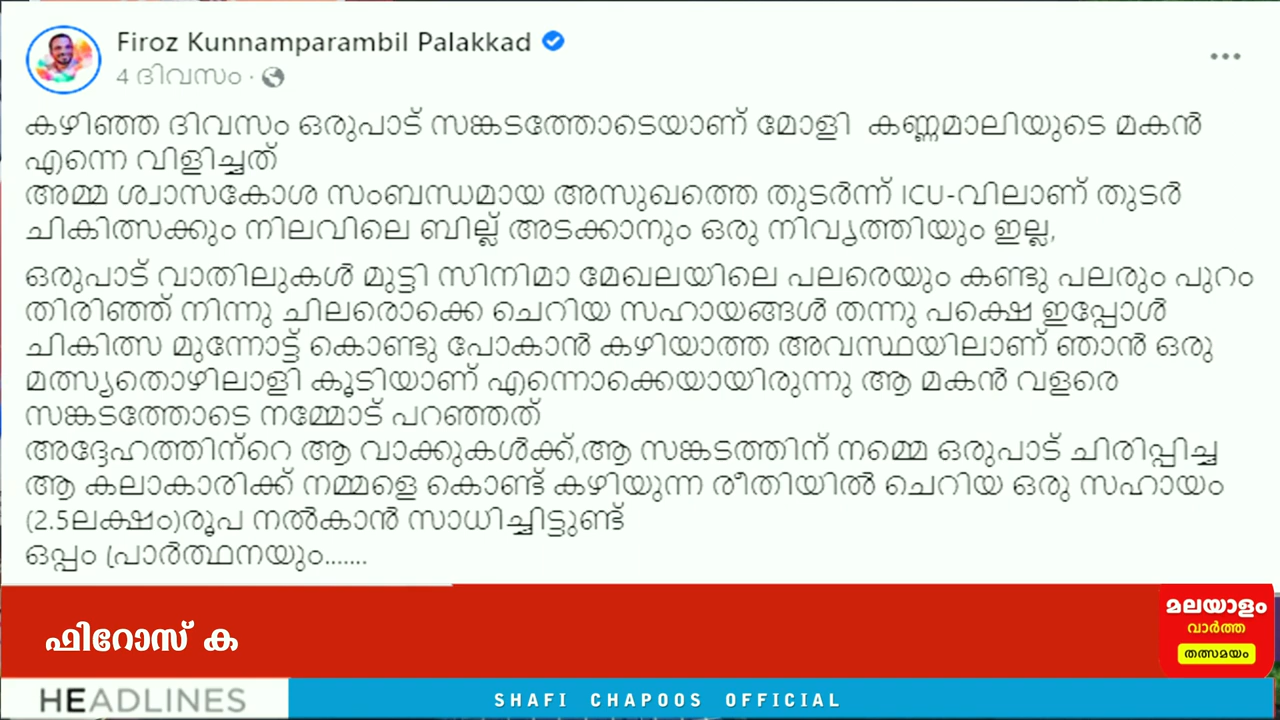 Firoz Kunnamparambil Palakkad
4 ദിവസം ·
കഴിഞ്ഞ ദിവസം ഒരുപാട് സങ്കടത്തോടെയാണ് മോളി കണ്ണമാലിയുടെ മകൻ
എന്നെ വിളിച്ചത്
അമ്മ ശ്വാസകോശ സംബന്ധമായ അസുഖത്തെ തുടർന്ന് ICU-വിലാണ് തുടർ
ചികിത്സക്കും നിലവിലെ ബില്ല് അടക്കാനും ഒരു നിവൃത്തിയും ഇല്ല,
ഒരുപാട് വാതിലുകൾ മുട്ടി സിനിമാ മേഖലയിലെ പലരെയും കണ്ടു പലരും പുറം
തിരിഞ്ഞ് നിന്നു ചിലരൊക്കെ ചെറിയ സഹായങ്ങൾ തന്നു പക്ഷെ ഇപ്പോൾ
ചികിത്സ മുന്നോട്ട് കൊണ്ടു പോകാൻ കഴിയാത്ത അവസ്ഥയിലാണ് ഞാൻ ഒരു
മത്സ്യതൊഴിലാളി കൂടിയാണ് എന്നൊക്കെയായിരുന്നു ആ മകൻ വളരെ
സങ്കടത്തോടെ നമ്മോട് പറഞ്ഞത്
അദ്ദേഹത്തിന്റെ ആ വാക്കുകൾക്ക്,ആ സങ്കടത്തിന് നമ്മെ ഒരുപാട് ചിരിപ്പിച്ച
ആ കലാകാരിക്ക് നമ്മളെ കൊണ്ട് കഴിയുന്ന രീതിയിൽ ചെറിയ ഒരു സഹായം
(2.5ലക്ഷം)രൂപ നൽകാൻ സാധിച്ചിട്ടുണ്ട്
ഒപ്പം പ്രാർത്ഥനയും.......
ഫിറോസ് ക
മലയാളം
വാർത്ത
തത്സമയം
HEADLINES
SHAFI CHAPOOS OFFICIAL